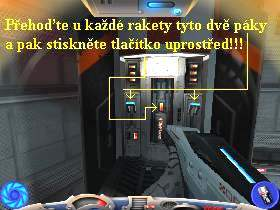 Přehoďte u každé rakety tyto dvě páky
a pak stiskněte tlačítko uprostřed!!!